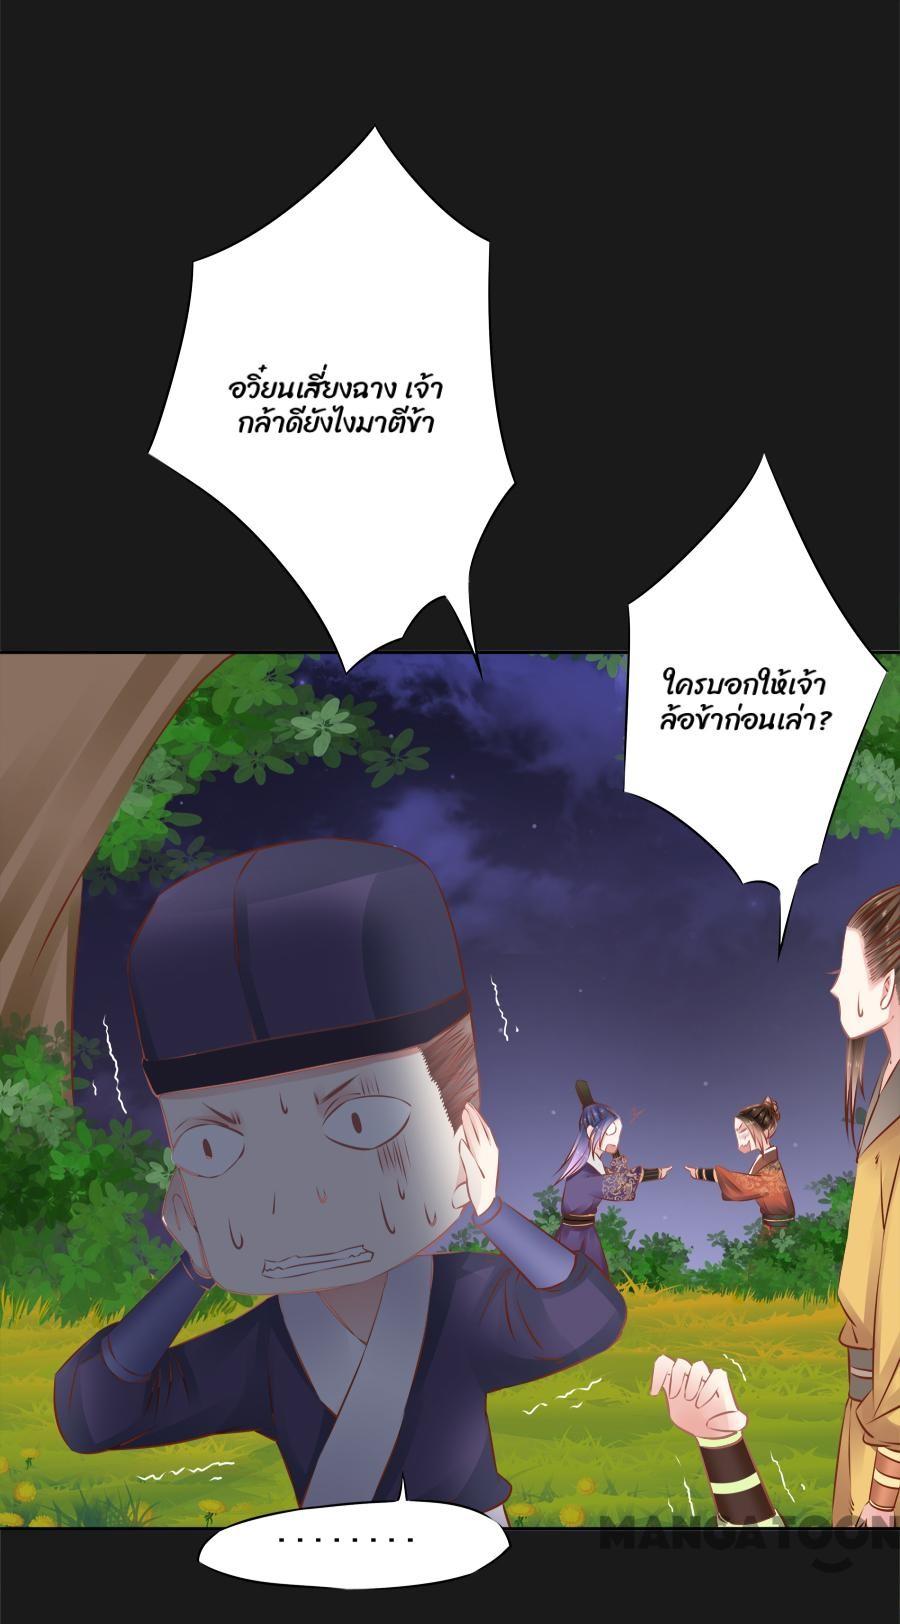 อวิ๋ยนเสี่ยงฉาง เจ้า
กล้าดียังไงมาตีข้า
ใครบอกให้เจ้า
ล้อข้าก่อนเล่า?
........
MANGATOON